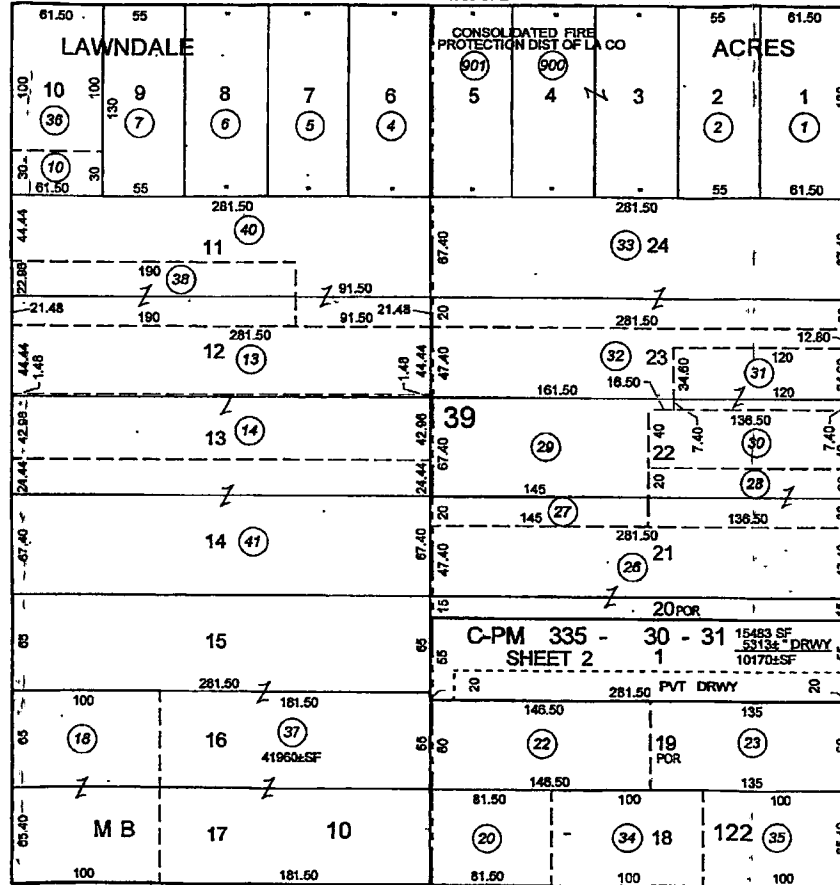 61.50 55 55 61.50
LAWNDALE CONSOLIDATED FIRE ACRES
PROTECTION DIST OF LA CO
901 900
10 9 8 7 6 5 4 3 2 1
100 100 130
36 7 6 5 4 2 1
10
30 30
61.50 55 55 61.50
281.50 281.50
44.44 40 67.40 33 24
11
22.98 190 38
91.50
21.48 190 91.50 21.48 20 281.50
12.80
281.50
44.44 12 13 44.44 47.40 32 23 34.60 31 120
1.48 1.48 161.50 16.50 120
42.96 13 14 42.96 39 136.50
67.40 29 40 7.40 30 7.40
22
24.44 24.44 20 28
145
20 145 27 136.50
281.50
67.40 14 41 67.40 47.40 26 21
15 20 POR
65 15 65 55 C-PM 335 - 30 - 31 15483 SF
5313± DRWY
SHEET 2 1 10170±SF
20 PVT DRWY 20
281.50 281.50
100 181.50 146.50 135
65 18 16 37 65 60 22 19 23
41960±SF POR
146.50 135
81.50 100 100
65.40 M B 17 10 20 - 34 18 122 35
100 181.50 81.50 100 100